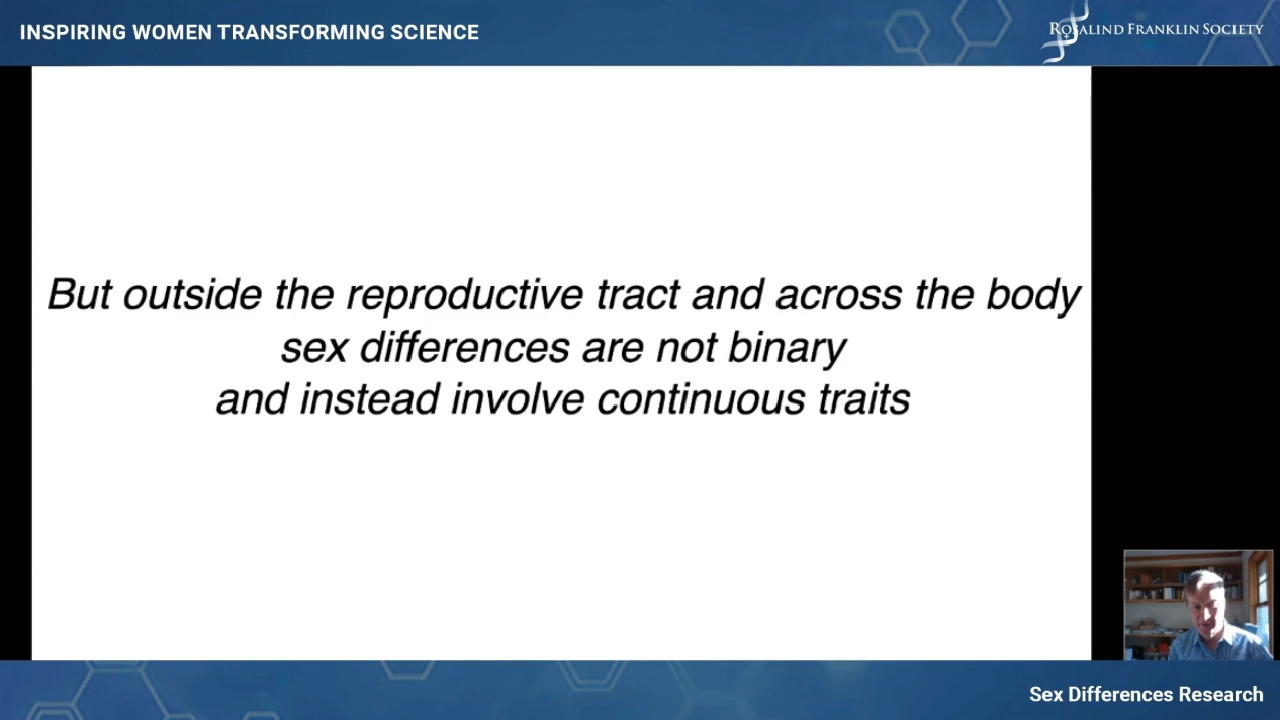 INSPIRING WOMEN TRANSFORMING SCIENCE
ROSALIND FRANKLIN SOCIETY
But outside the reproductive tract and across the body
sex differences are not binary
and instead involve continuous traits
Sex Differences Research